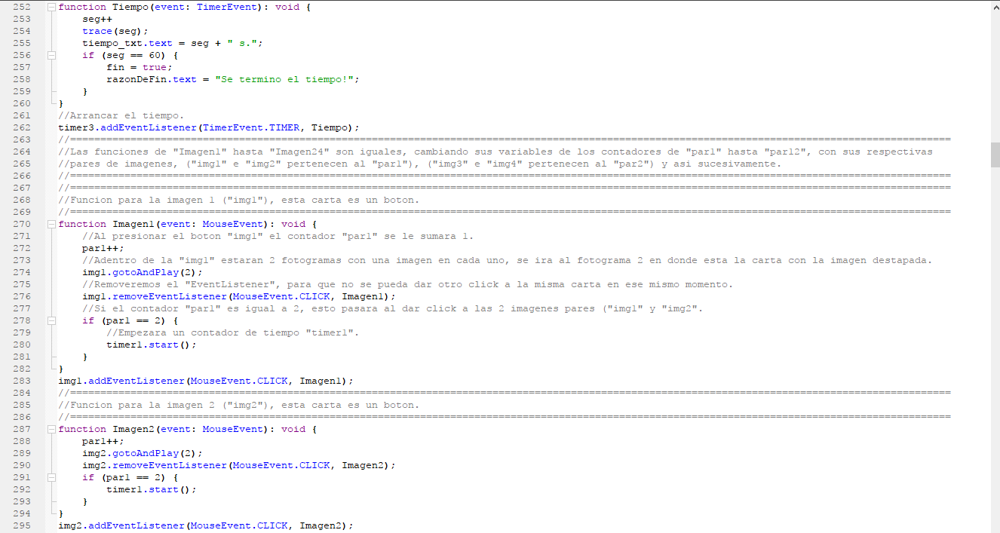 252 function Tiempo(event: TimerEvent): void {
253 seg++
254 trace(seg);
255 tiempo_txt.text = seg + " s.";
256 if (seg == 60) {
257 fin = true;
258 razonDeFin.text = "Se termino el tiempo!";
259 }
260 }
261 //Arrancar el tiempo.
262 timer3.addEventListener(TimerEvent.TIMER, Tiempo);
263 //==================================================================================================================================================
264 //Las funciones de "Imagen1" hasta "Imagen24" son iguales, cambiando sus variables de los contadores de "par1" hasta "par12", con sus respectivas
265 //pares de imagenes, ("img1" e "img2" pertenecen al "par1"), ("img3" e "img4" pertenecen al "par2") y asi sucesivamente.
266 //==================================================================================================================================================
267 //==================================================================================================================================================
268 //Funcion para la imagen 1 ("img1"), esta carta es un boton.
269 //==================================================================================================================================================
270 function Imagen1(event: MouseEvent): void {
271 //Al presionar el boton "img1" el contador "par1" se le sumara 1.
272 par1++;
273 //Adentro de la "img1" estaran 2 fotogramas con una imagen en cada uno, se ira al fotograma 2 en donde esta la carta con la imagen destapada.
274 img1.gotoAndPlay(2);
275 //Removeremos el "EventListener", para que no se pueda dar otro click a la misma carta en ese mismo momento.
276 img1.removeEventListener(MouseEvent.CLICK, Imagen1);
277 //Si el contador "par1" es igual a 2, esto pasara al dar click a las 2 imagenes pares ("img1" y "img2".
278 if (par1 == 2) {
279 //Empezara un contador de tiempo "timer1".
280 timer1.start();
281 }
282 }
283 img1.addEventListener(MouseEvent.CLICK, Imagen1);
284 //==================================================================================================================================================
285 //Funcion para la imagen 2 ("img2"), esta carta es un boton.
286 //==================================================================================================================================================
287 function Imagen2(event: MouseEvent): void {
288 par1++;
289 img2.gotoAndPlay(2);
290 img2.removeEventListener(MouseEvent.CLICK, Imagen2);
291 if (par1 == 2) {
292 timer1.start();
293 }
294 }
295 img2.addEventListener(MouseEvent.CLICK, Imagen2);